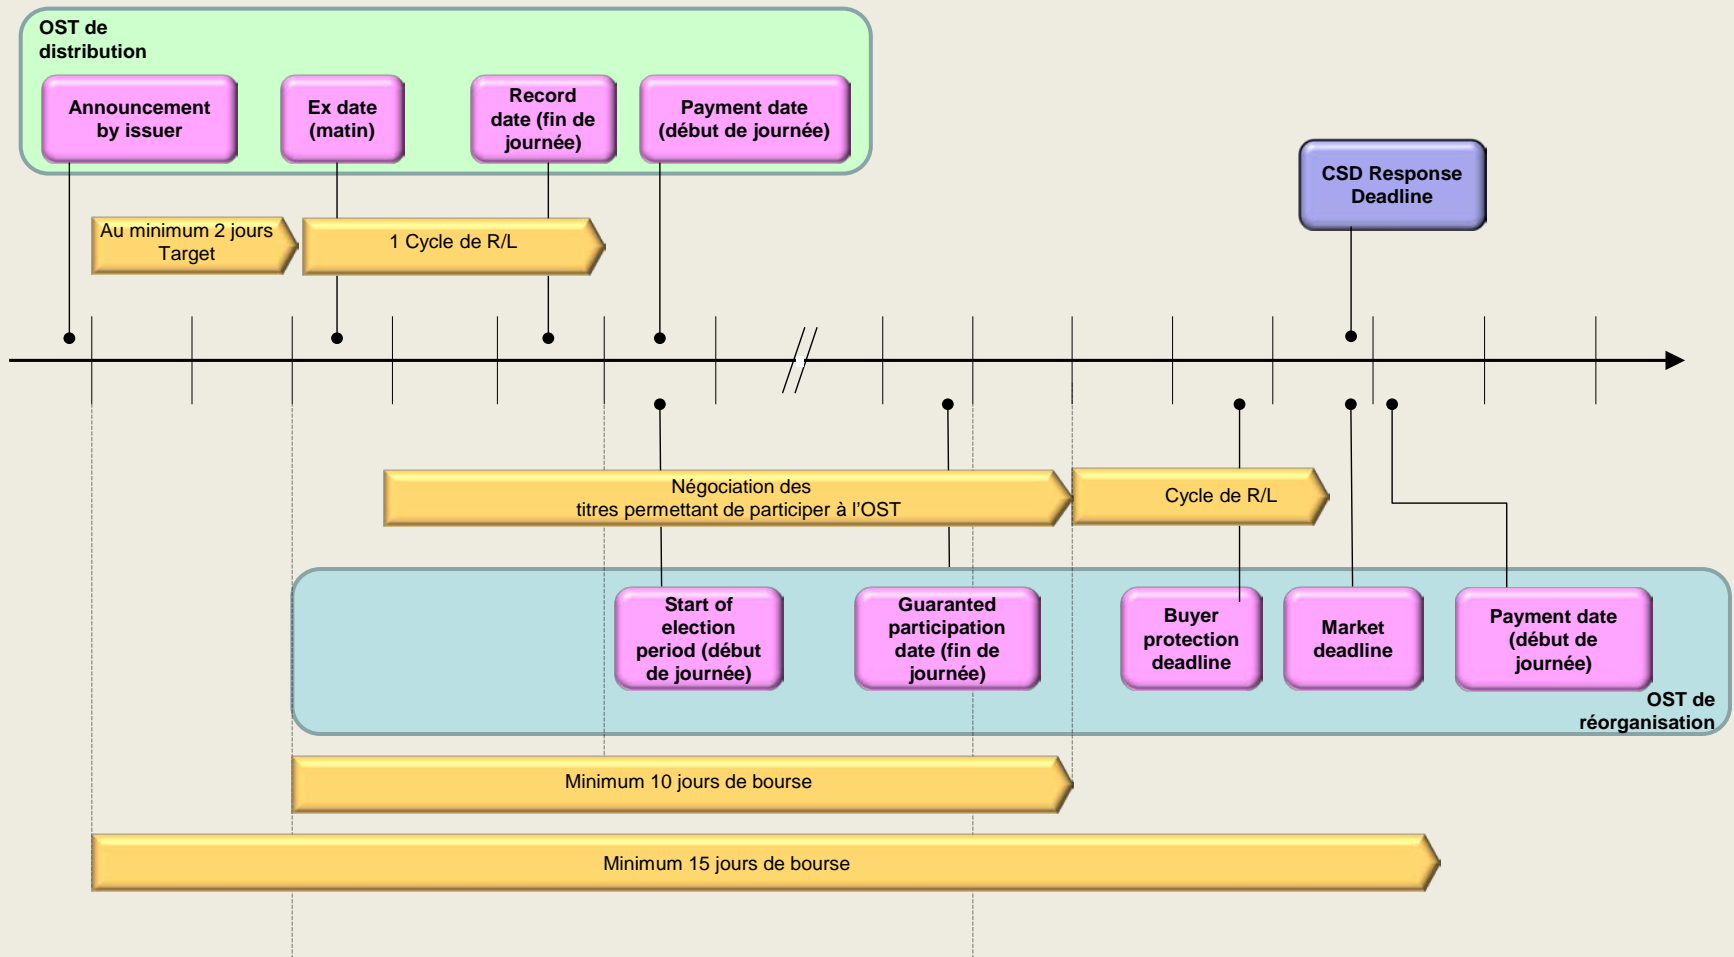 OST de
distribution
Announcement
by issuer
Ex date
(matin)
Record
date (fin de
journée)
Payment date
(début de journée)
CSD Response
Deadline
Au minimum 2 jours
Target
1 Cycle de R/L
Négociation des
titres permettant de participer à l’OST
Cycle de R/L
Start of
election
period (début
de journée)
Guaranted
participation
date (fin de
journée)
Buyer
protection
deadline
Market
deadline
Payment date
(début de
journée)
OST de
réorganisation
Minimum 10 jours de bourse
Minimum 15 jours de bourse